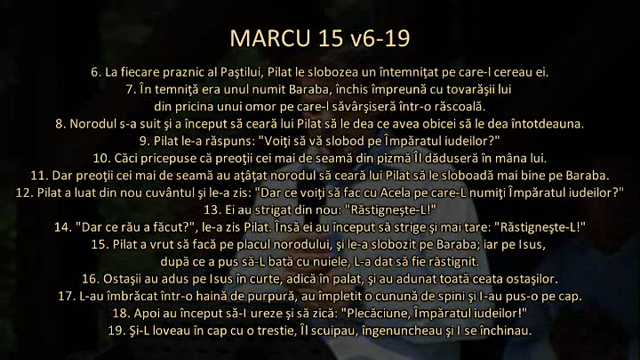 MARCU 15 v6-19
6. La fiecare praznic al Paştilui, Pilat le slobozea un întemniţat pe care-l cereau ei.
7. În temniţă era unul numit Baraba, închis împreună cu tovarăşii lui
din pricina unui omor pe care-l săvârşiseră într-o răscoală.
8. Norodul s-a suit şi a început să ceară lui Pilat să le dea ce avea obicei să le dea întotdeauna.
9. Pilat le-a răspuns: "Voiţi să vă slobod pe Împăratul iudeilor?"
10. Căci pricepuse că preoţii cei mai de seamă din pizmă Îl dăduseră în mâna lui.
11. Dar preoţii cei mai de seamă au aţâţat norodul să ceară lui Pilat să le sloboadă mai bine pe Baraba.
12. Pilat a luat din nou cuvântul şi le-a zis: "Dar ce voiţi să fac cu Acela pe care-L numiţi Împăratul iudeilor?"
13. Ei au strigat din nou: "Răstigneşte-L!"
14. "Dar ce rău a făcut?", le-a zis Pilat. Însă ei au început să strige şi mai tare: "Răstigneşte-L!"
15. Pilat a vrut să facă pe placul norodului, şi le-a slobozit pe Baraba; iar pe Isus,
după ce a pus să-L bată cu nuiele, L-a dat să fie răstignit.
16. Ostaşii au adus pe Isus în curte, adică în palat, şi au adunat toată ceata ostaşilor.
17. L-au îmbrăcat într-o haină de purpură, au împletit o cunună de spini şi I-au pus-o pe cap.
18. Apoi au început să-I ureze şi să zică: "Plecăciune, Împăratul iudeilor!"
19. Şi-L loveau în cap cu o trestie, Îl scuipau, îngenuncheau şi I se închinau.